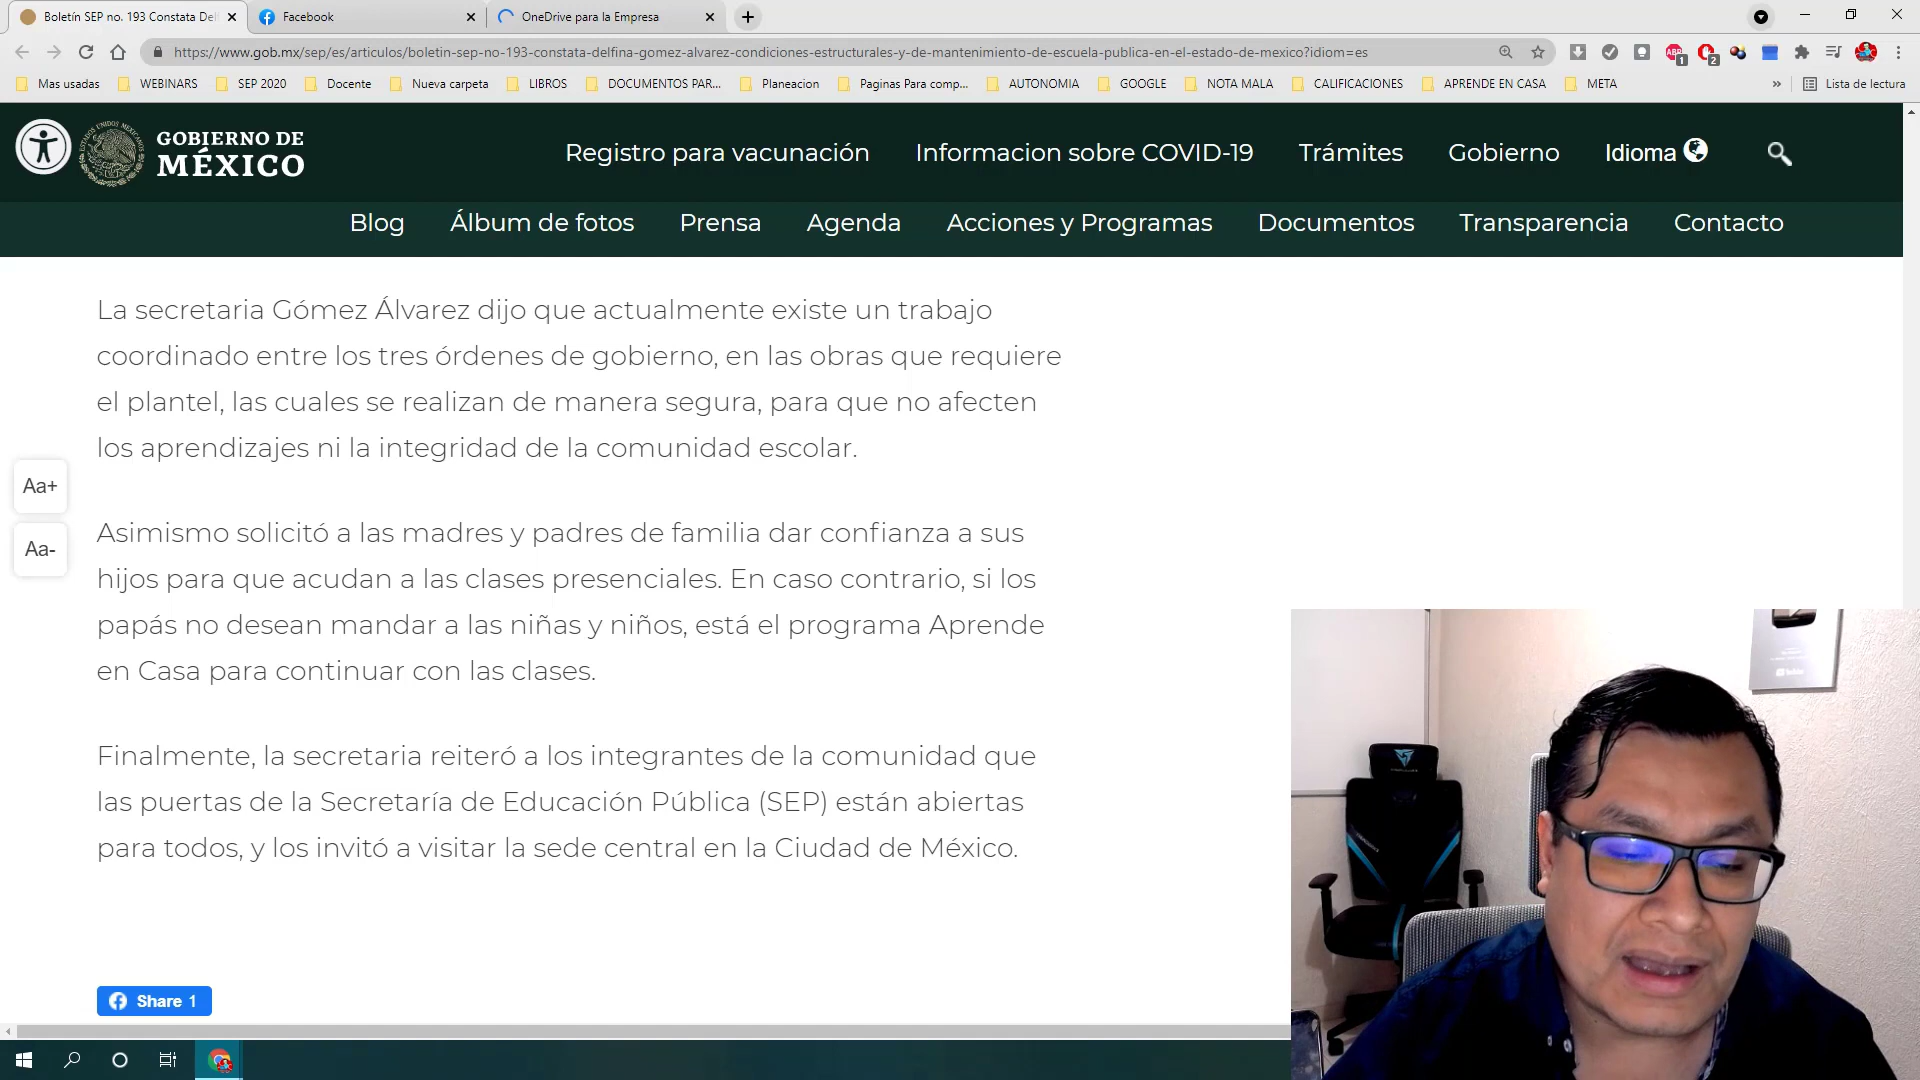 Boletín SEP no. 193 Constata Del
Facebook
OneDrive para la Empresa
https://www.gob.mx/sep/es/articulos/boletin-sep-no-193-constata-delfina-gomez-alvarez-condiciones-estructurales-y-de-mantenimiento-de-escuela-publica-en-el-estado-de-mexico?idiom=es
ABP 1
2
Mas usadas
WEBINARS
SEP 2020
Docente
Nueva carpeta
LIBROS
DOCUMENTOS PAR...
Planeacion
Paginas Para comp...
AUTONOMIA
GOOGLE
NOTA MALA
CALIFICACIONES
APRENDE EN CASA
META
»
Lista de lectura
GOBIERNO DE
MÉXICO
Registro para vacunación
Informacion sobre COVID-19
Trámites
Gobierno
Idioma
Blog
Álbum de fotos
Prensa
Agenda
Acciones y Programas
Documentos
Transparencia
Contacto
La secretaria Gómez Álvarez dijo que actualmente existe un trabajo
coordinado entre los tres órdenes de gobierno, en las obras que requiere
el plantel, las cuales se realizan de manera segura, para que no afecten
los aprendizajes ni la integridad de la comunidad escolar.
Aa+
Aa-
Asimismo solicitó a las madres y padres de familia dar confianza a sus
hijos para que acudan a las clases presenciales. En caso contrario, si los
papás no desean mandar a las niñas y niños, está el programa Aprende
en Casa para continuar con las clases.
Finalmente, la secretaria reiteró a los integrantes de la comunidad que
las puertas de la Secretaría de Educación Pública (SEP) están abiertas
para todos, y los invitó a visitar la sede central en la Ciudad de México.
Share 1